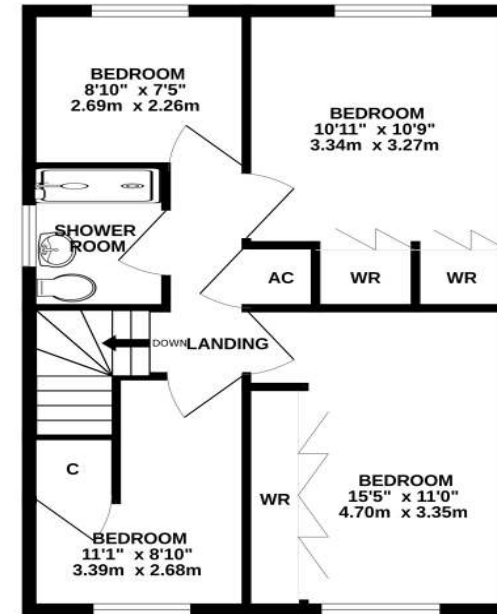 BEDROOM
8'10" x 7'5"
2.69m x 2.26m
BEDROOM
10'11" x 10'9"
3.34m x 3.27m
SHOWER
ROOM
AC
WR
WR
DOWN
LANDING
C
WR
BEDROOM
15'5" x 11'0"
4.70m x 3.35m
BEDROOM
11'1" x 8'10"
3.39m x 2.68m